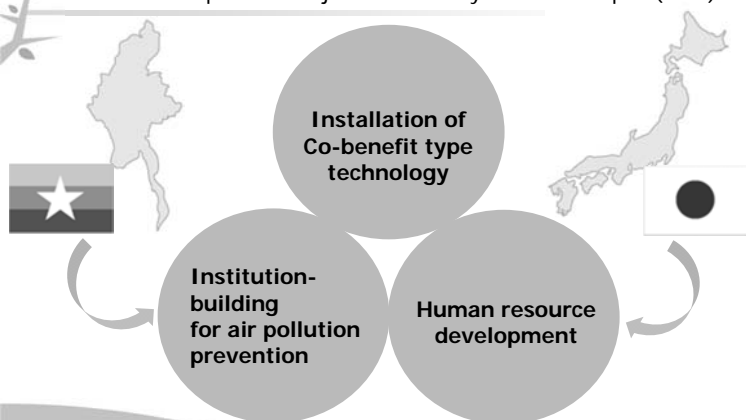 Installation of
Co-benefit type
technology
Institution-
building
for air pollution
prevention
Human resource
development